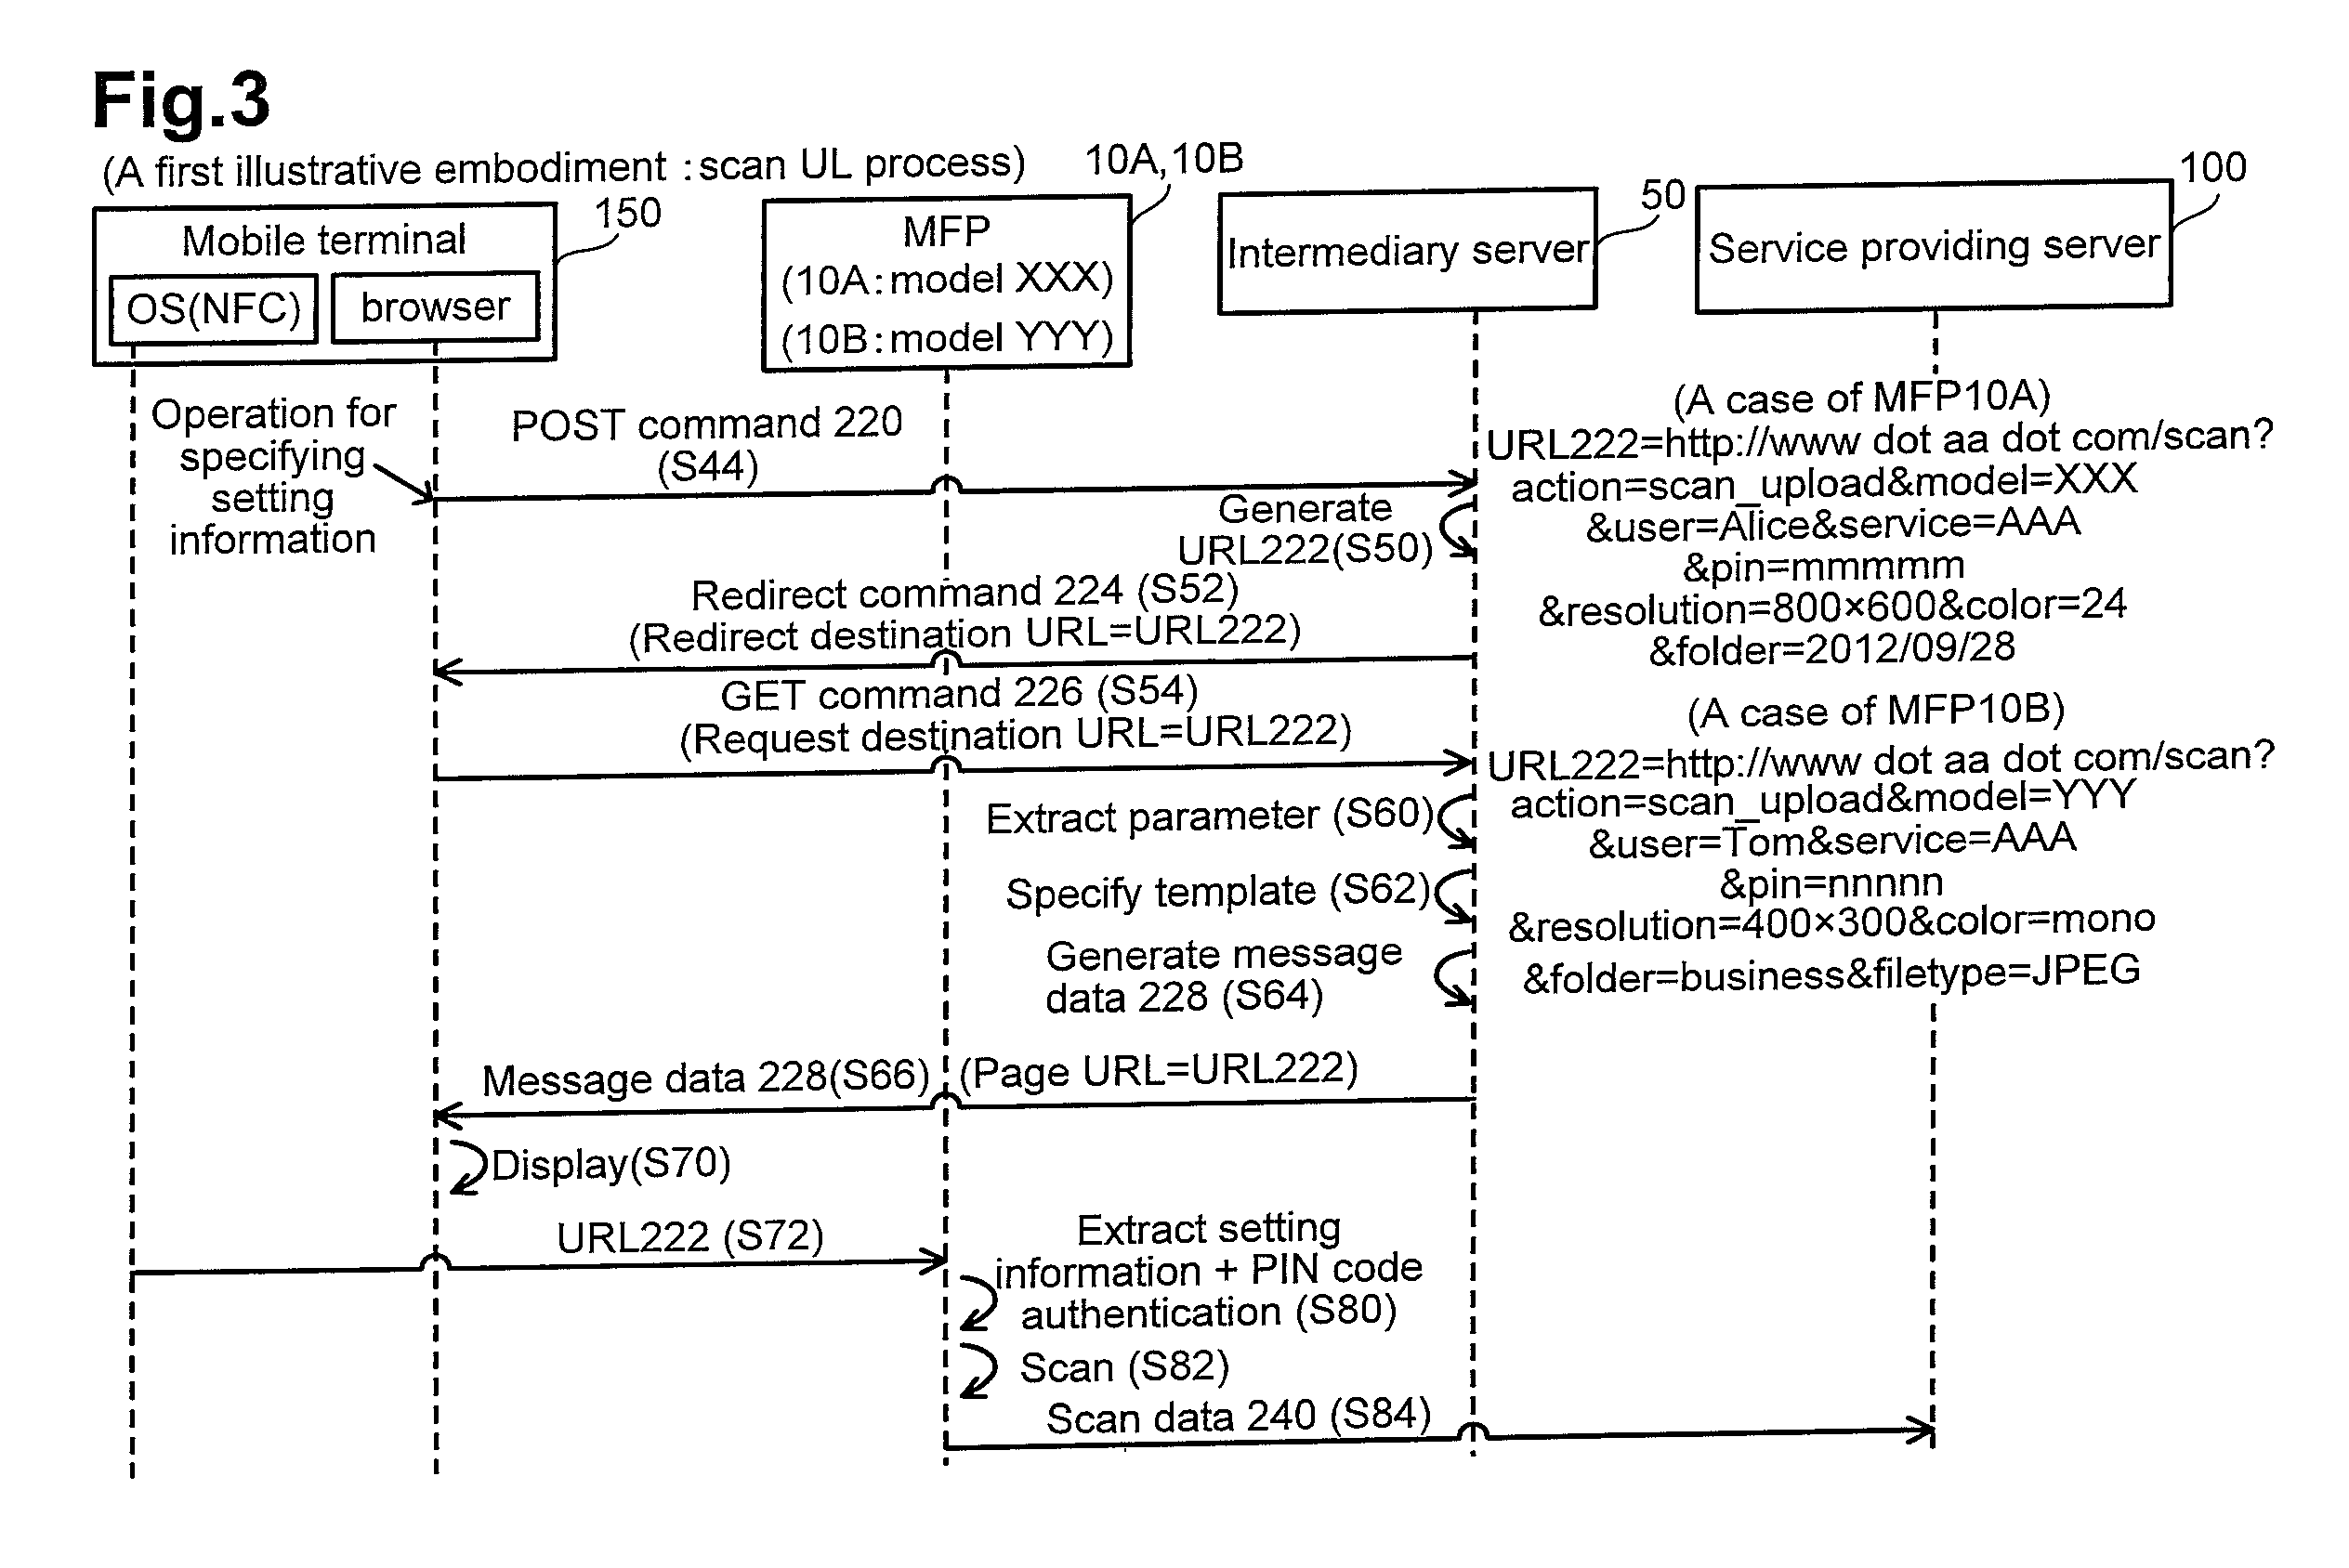 Fig.3
(A first illustrative embodiment : scan UL process)
10A,10B
50
100
150
Mobile terminal
OS(NFC)
browser
MFP
(10A:model XXX)
(10B:model YYY)
Intermediary server
Service providing server
Operation for
specifying
setting
information
POST command 220
(S44)
Generate
URL222(S50)
(A case of MFP10A)
URL222=http://www dot aa dot com/scan?
action=scan_upload&model=XXX
&user=Alice&service=AAA
&pin=mmmmm
&resolution=800×600&color=24
&folder=2012/09/28
Redirect command 224 (S52)
(Redirect destination URL=URL222)
GET command 226 (S54)
(Request destination URL=URL222)
(A case of MFP10B)
URL222=http://www dot aa dot com/scan?
action=scan_upload&model=YYY
&user=Tom&service=AAA
&pin=nnnnn
&resolution=400×300&color=mono
&folder=business&filetype=JPEG
Extract parameter (S60)
Specify template (S62)
Generate message
data 228 (S64)
Message data 228(S66) (Page URL=URL222)
Display(S70)
URL222 (S72)
Extract setting
information + PIN code
authentication (S80)
Scan (S82)
Scan data 240 (S84)